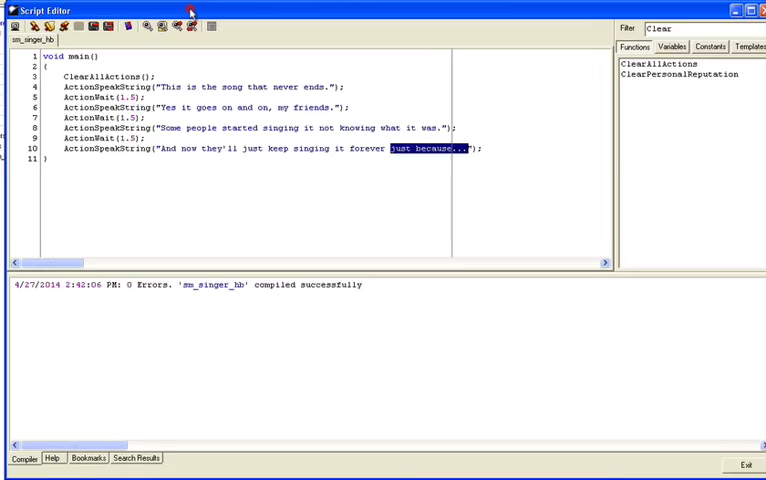 Script Editor
Filter
Clear
sm_singer_hb
Functions
Variables
Constants
Templates
1 void main()
2 {
3 ClearAllActions();
4 ActionSpeakString("This is the song that never ends.");
5 ActionWait(1.5);
6 ActionSpeakString("Yes it goes on and on, my friends.");
7 ActionWait(1.5);
8 ActionSpeakString("Some people started singing it not knowing what it was.");
9 ActionWait(1.5);
10 ActionSpeakString("And now they'll just keep singing it forever just because...");
11 }
ClearAllActions
ClearPersonalReputation
4/27/2014 2:42:06 PM: 0 Errors. 'sm_singer_hb' compiled successfully
Compiler
Help
Bookmarks
Search Results
Exit